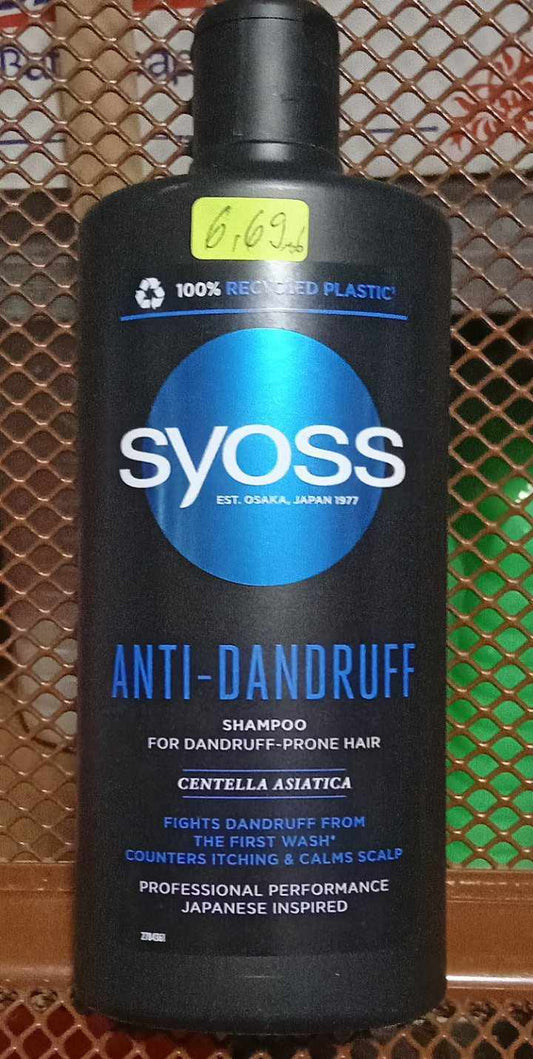 6,69 лв
100% RECYCLED PLASTIC¹
syoss
EST. OSAKA, JAPAN 1977
ANTI-DANDRUFF
SHAMPOO
FOR DANDRUFF-PRONE HAIR
CENTELLA ASIATICA
FIGHTS DANDRUFF FROM
THE FIRST WASH*
COUNTERS ITCHING & CALMS SCALP
PROFESSIONAL PERFORMANCE
JAPANESE INSPIRED